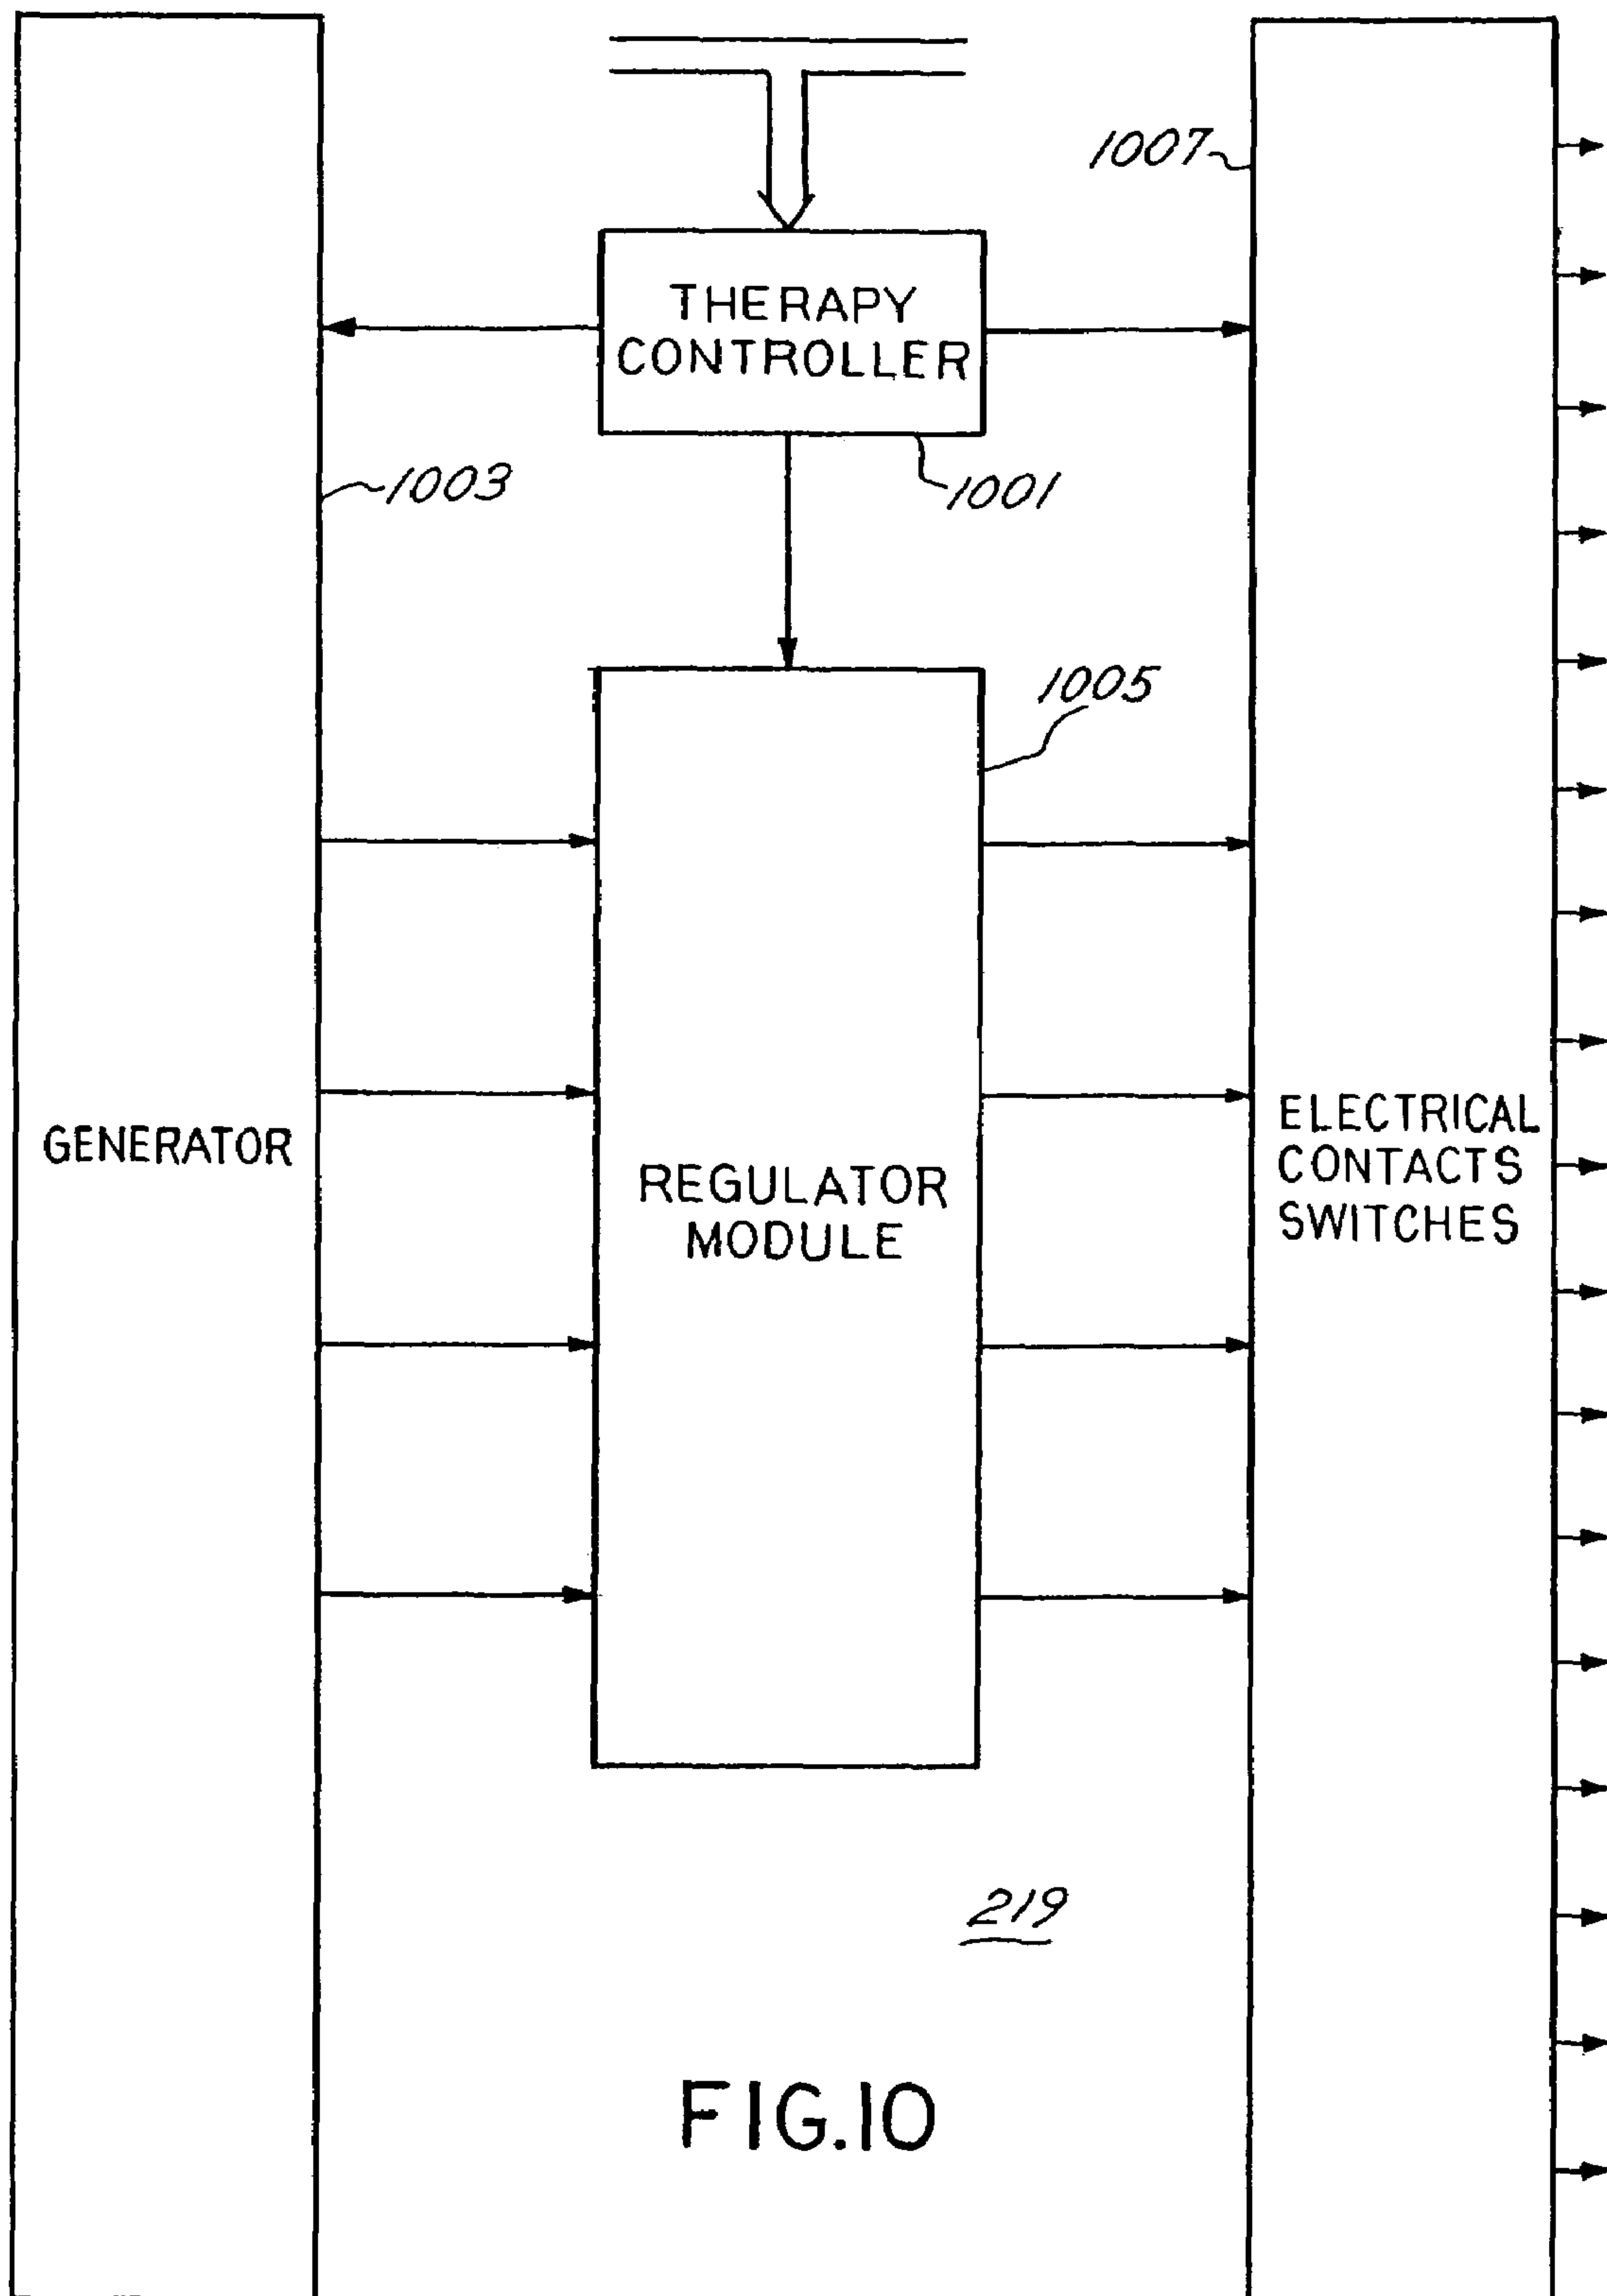 1007
THERAPY
CONTROLLER
1003
1001
1005
GENERATOR
REGULATOR
MODULE
ELECTRICAL
CONTACTS
SWITCHES
219
FIG.10